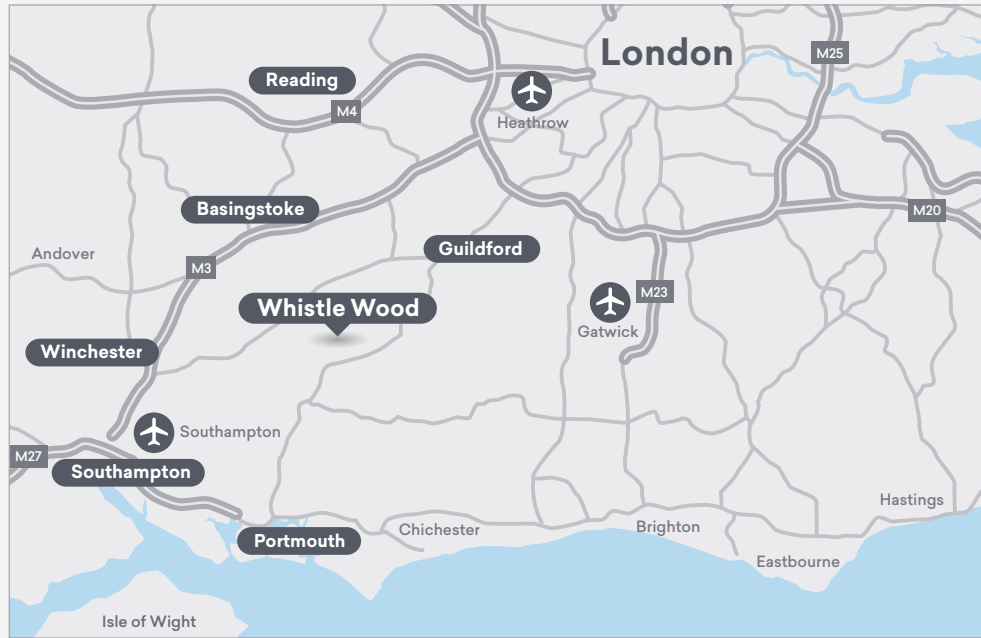 London
M25
Reading
M4
Heathrow
Basingstoke
M20
Guildford
Andover
M3
M23
Whistle Wood
Gatwick
Winchester
Southampton
M27
Southampton
Hastings
Chichester
Brighton
Portmouth
Eastbourne
Isle of Wight